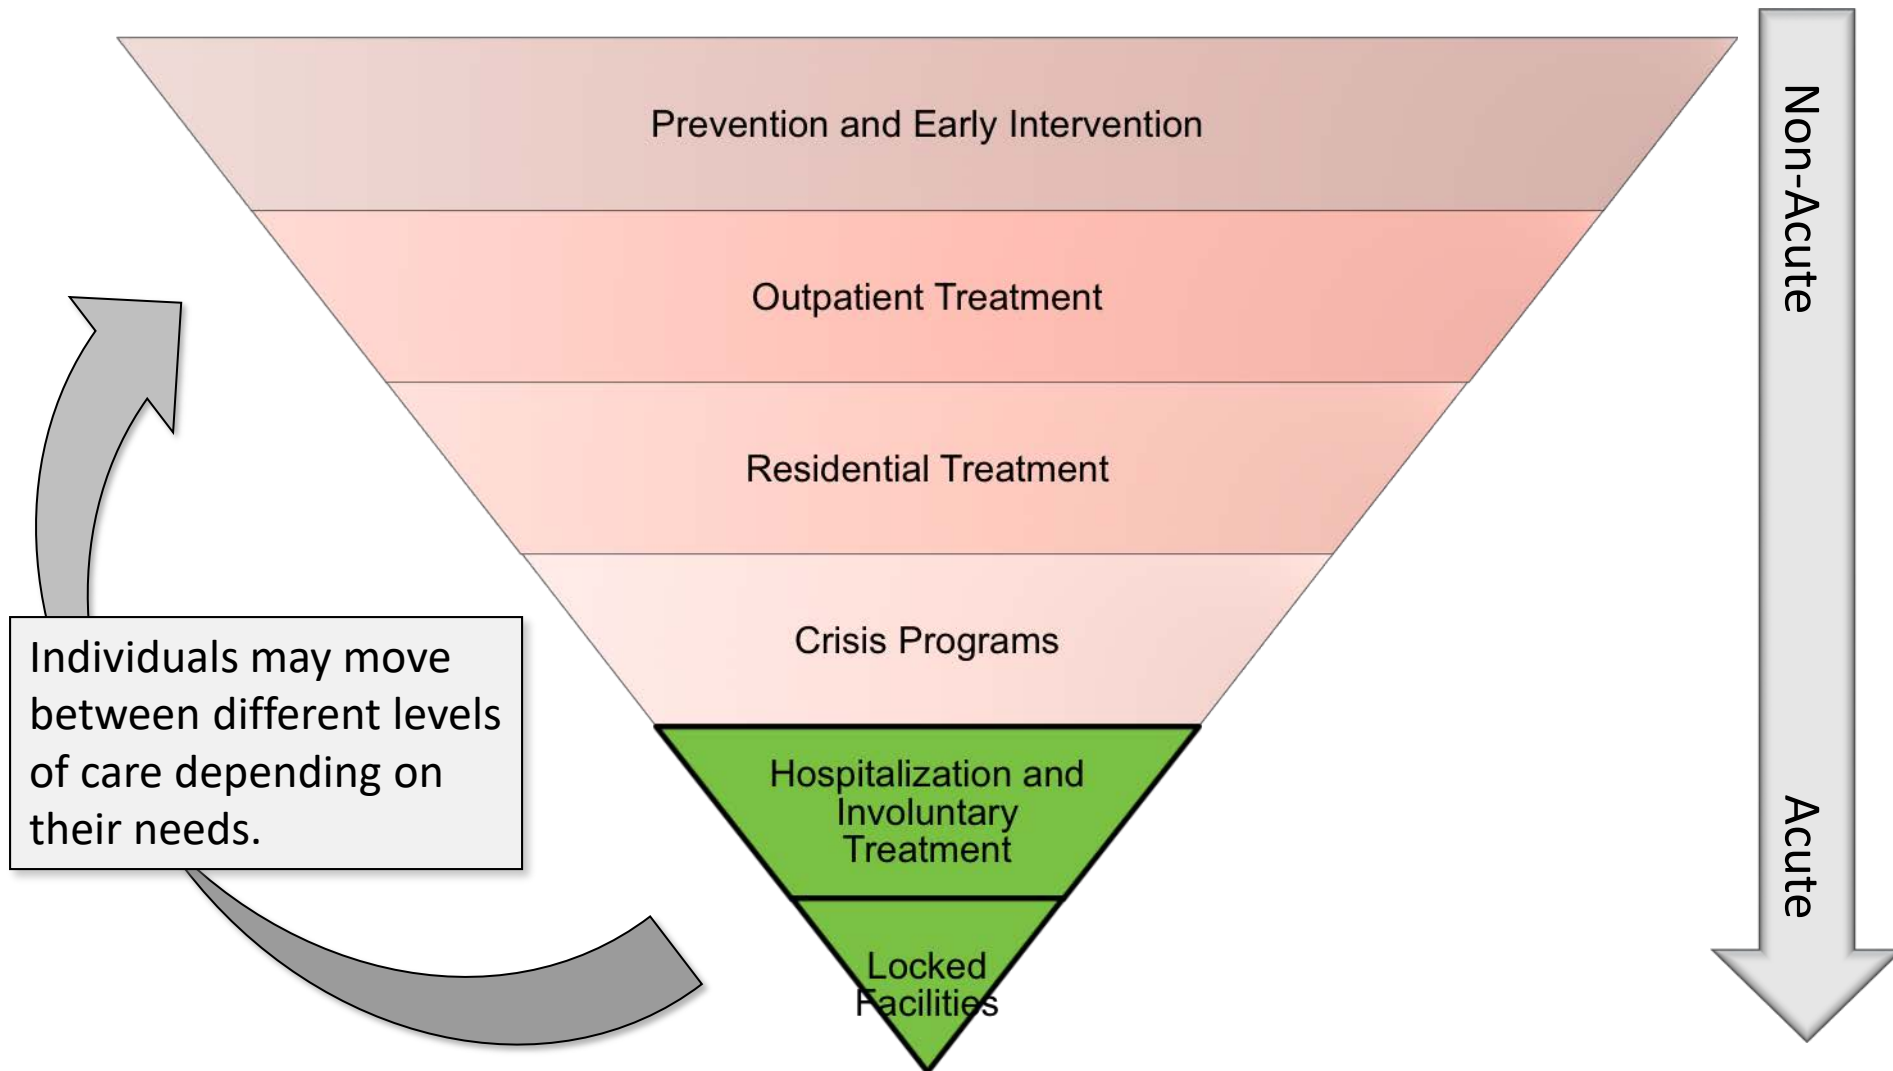 Prevention and Early Intervention
Outpatient Treatment
Residential Treatment
Crisis Programs
Hospitalization and
Involuntary
Treatment
Locked
Facilities
Individuals may move
between different levels
of care depending on
their needs.
Non-Acute
Acute